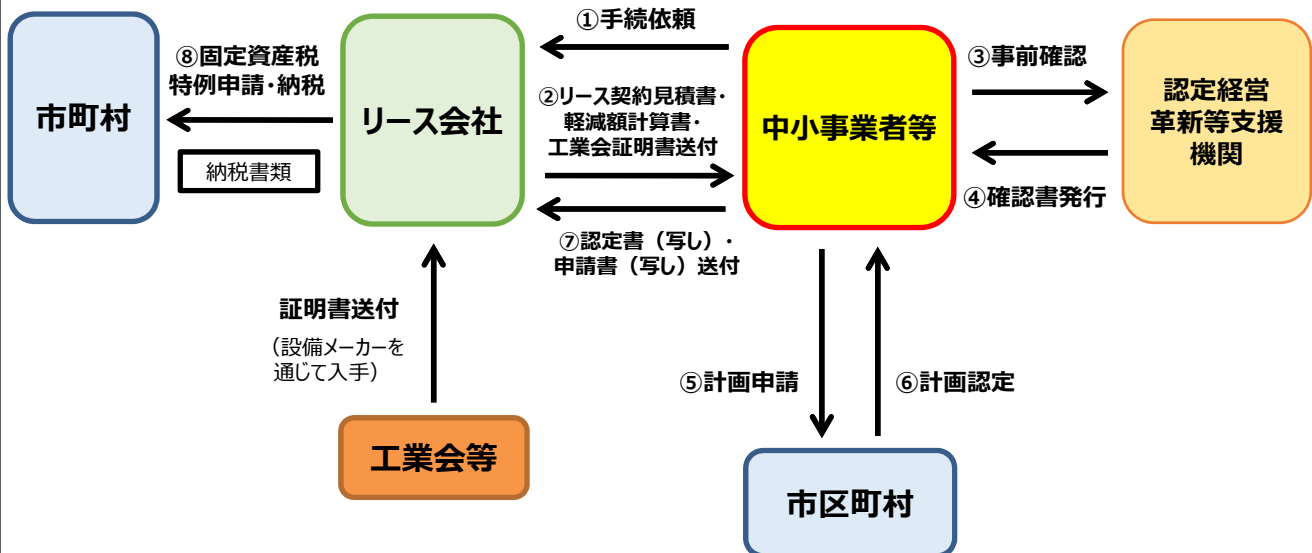 ①手続依頼
⑧固定資産税
特例申請・納税
③事前確認
市町村
リース会社
②リース契約見積書・
軽減額計算書・
工業会証明書送付
中小事業者等
認定経営
革新等支援
機関
納税書類
④確認書発行
⑦認定書（写し）・
申請書（写し）送付
証明書送付
（設備メーカーを
通じて入手）
⑤計画申請
⑥計画認定
工業会等
市区町村